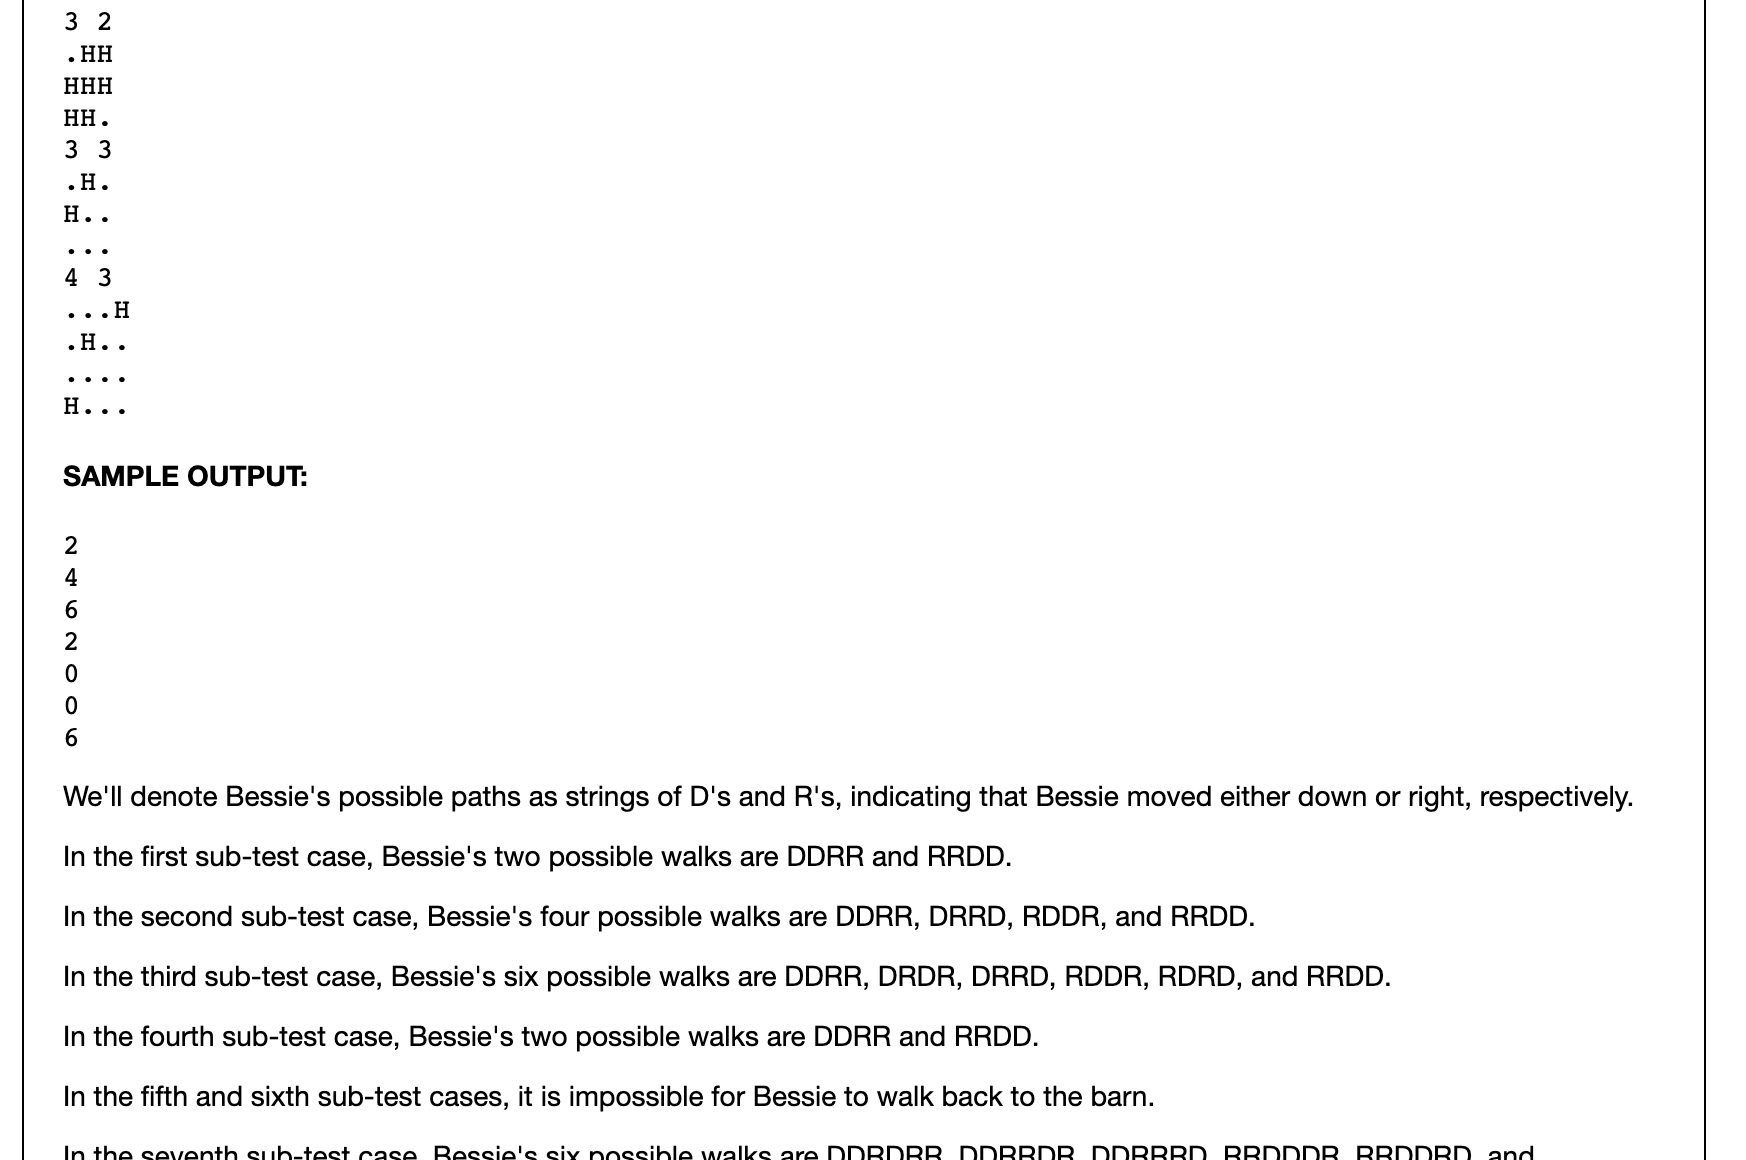 3 2
.HH
HHH
HH.
3 3
.H.
H..
...
4 3
...H
.H..
....
H...
SAMPLE OUTPUT:
2
4
6
2
0
0
6
We'll denote Bessie's possible paths as strings of D's and R's, indicating that Bessie moved either down or right, respectively.
In the first sub-test case, Bessie's two possible walks are DDRR and RRDD.
In the second sub-test case, Bessie's four possible walks are DDRR, DRRD, RDDR, and RRDD.
In the third sub-test case, Bessie's six possible walks are DDRR, DRDR, DRRD, RDDR, RDRD, and RRDD.
In the fourth sub-test case, Bessie's two possible walks are DDRR and RRDD.
In the fifth and sixth sub-test cases, it is impossible for Bessie to walk back to the barn.
In the seventh sub-test case, Bessie's six possible walks are DDRDRR, DDRRDR, DDRRRD, RRDDDR, RRDDRD, and